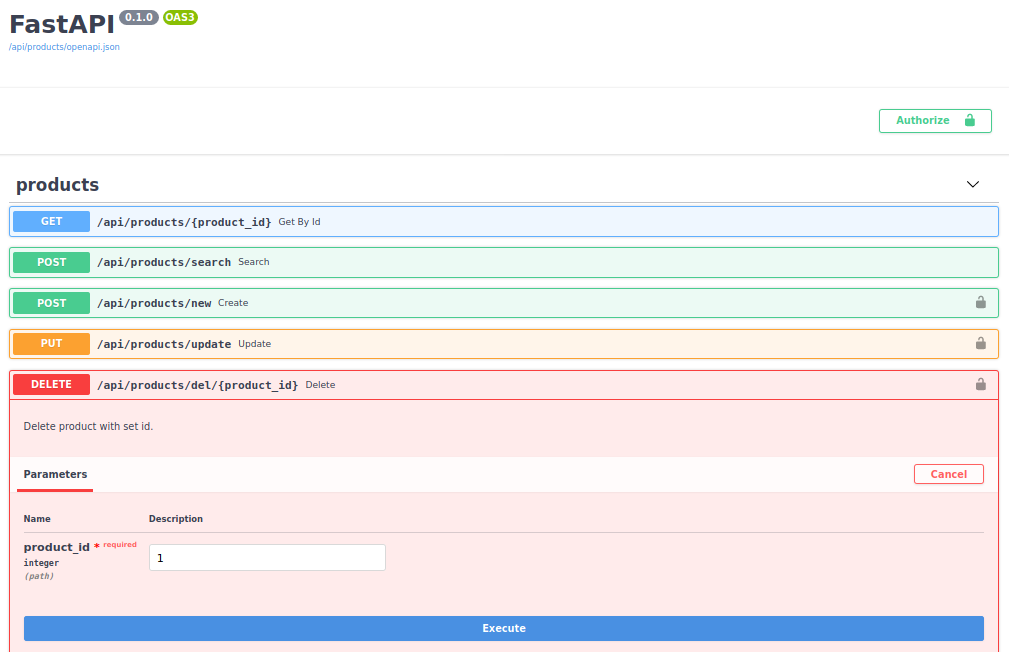 FastAPI 0.1.0 OAS3
/api/products/openapi.json
Authorize
products
GET /api/products/{product_id} Get By Id
POST /api/products/search Search
POST /api/products/new Create
PUT /api/products/update Update
DELETE /api/products/del/{product_id} Delete
Delete product with set id.
Parameters Cancel
Name Description
product_id * required
integer
(path)
1
Execute